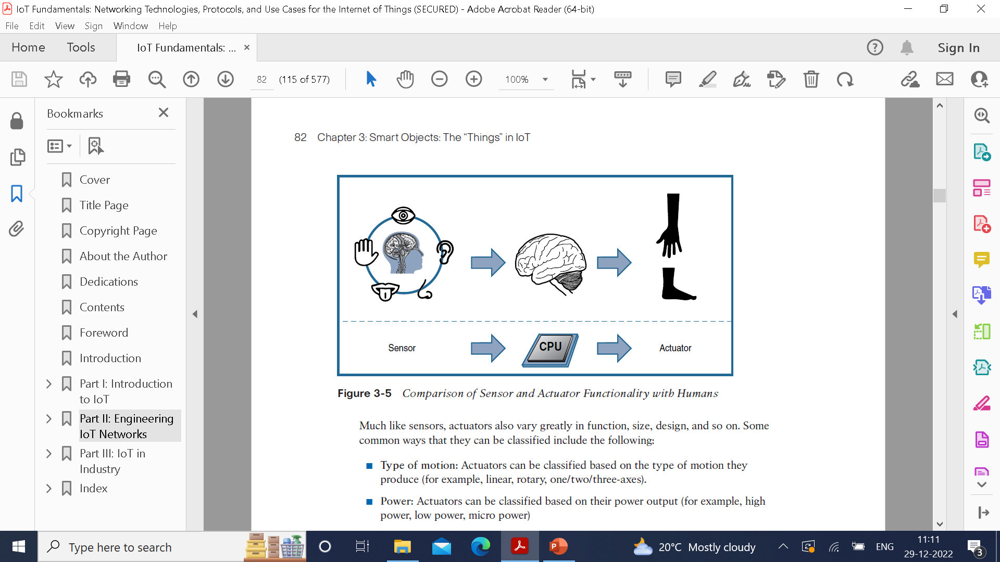 IoT Fundamentals: Networking Technologies, Protocols, and Use Cases for the Internet of Things (SECURED) - Adobe Acrobat Reader (64-bit)
File Edit View Sign Window Help
Home Tools IoT Fundamentals: ... Sign In
82 (115 of 577) 100%
Bookmarks
Cover
Title Page
Copyright Page
About the Author
Dedications
Contents
Foreword
Introduction
Part I: Introduction
to IoT
Part II: Engineering
IoT Networks
Part III: IoT in
Industry
Index
82 Chapter 3: Smart Objects: The “Things” in IoT
Sensor CPU Actuator
Figure 3-5 Comparison of Sensor and Actuator Functionality with Humans
Much like sensors, actuators also vary greatly in function, size, design, and so on. Some
common ways that they can be classified include the following:
■ Type of motion: Actuators can be classified based on the type of motion they
produce (for example, linear, rotary, one/two/three-axes).
■ Power: Actuators can be classified based on their power output (for example, high
power, low power, micro power)
Type here to search
20°C Mostly cloudy
ENG
11:11
29-12-2022
3